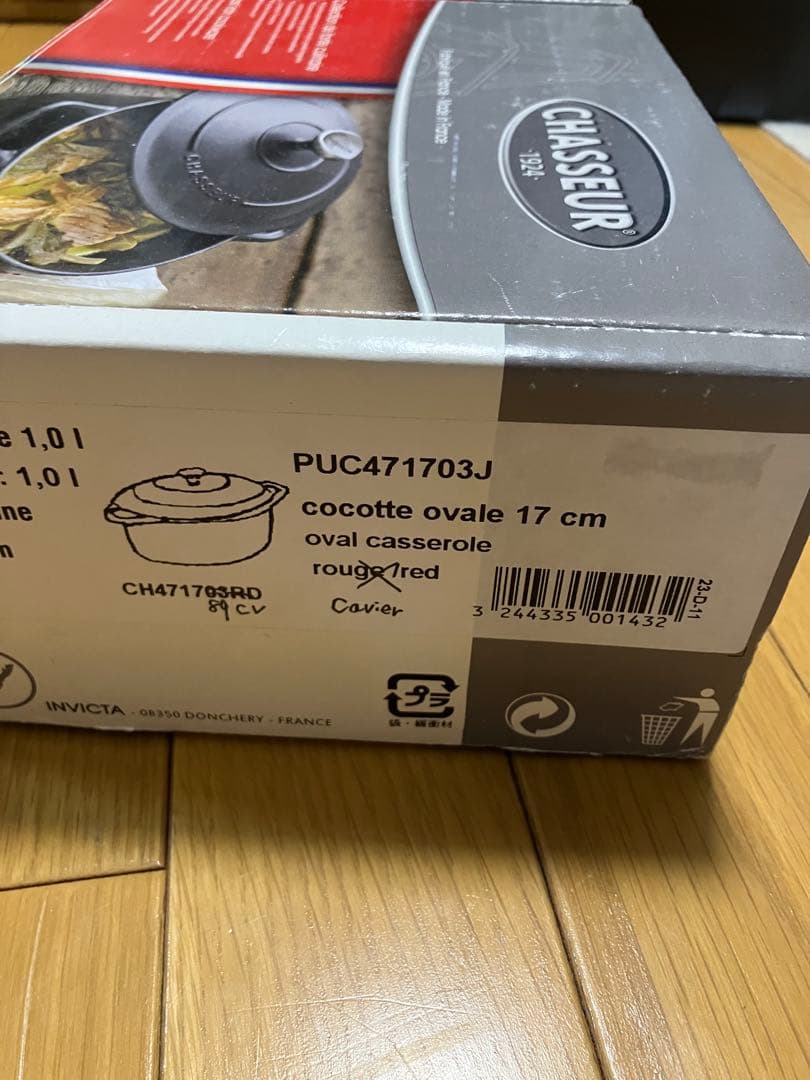 CHASSEUR®
·1924·
CHASSEUR
e 1,0 l
: 1,0 l
ne
n
PUC471703J
cocotte ovale 17 cm
oval casserole
rouge/red
CH471703RD
89 CV
Cavier
3 244335 001432
23-D-11
INVICTA - 08350 DONCHERY - FRANCE
プラ
袋・緩衝材